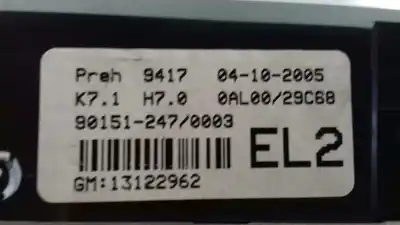 Preh 9417 04-10-2005
K7.1 H7.0 0AL00/29C68
90151-247/0003
EL2
GM:13122962